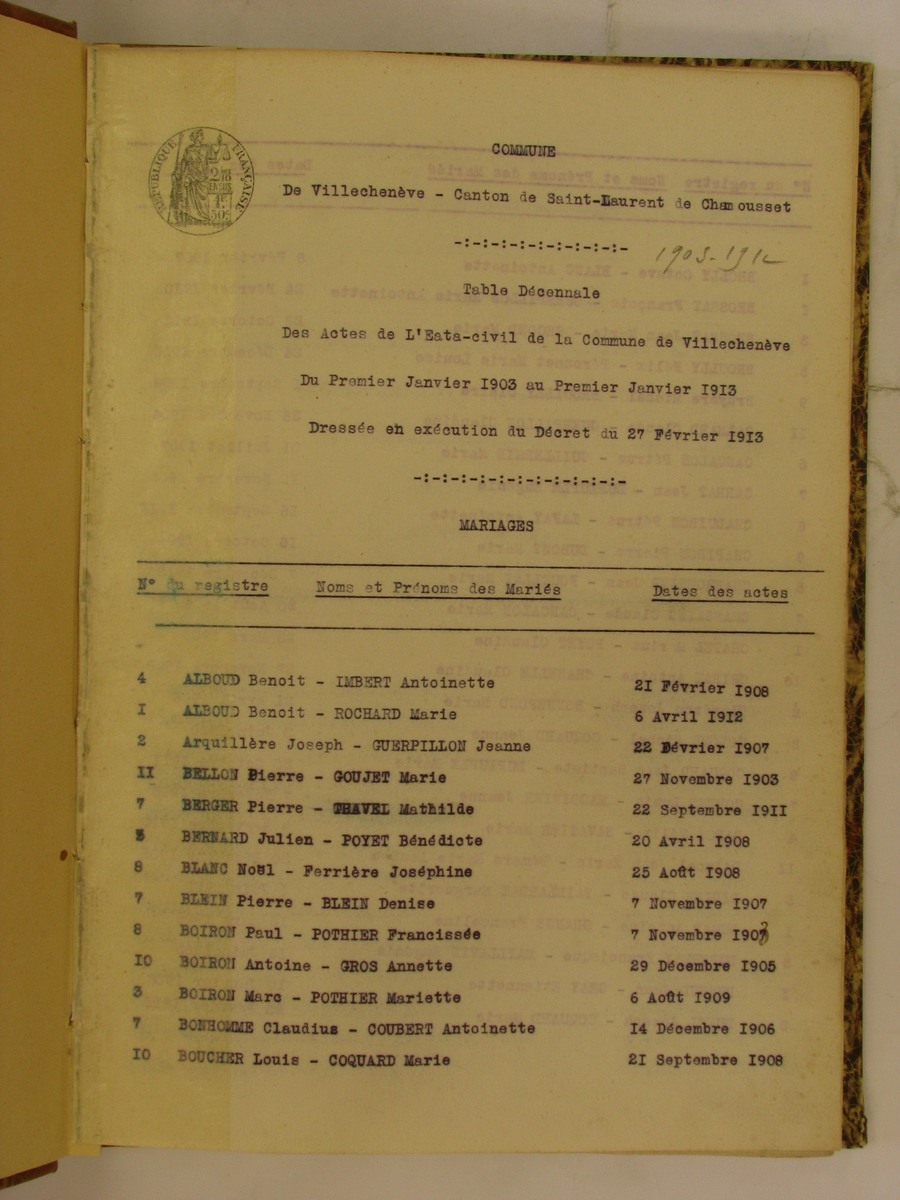 RÉPUBLIQUE FRANÇAISE
COMMUNE
De Villechenève - Canton de Saint-Laurent de Chamousset
-:-:-:-:-:-:-:-:-:-
1903-1912
Table Décennale
Des Actes de L'Eata-civil de la Commune de Villechenève
Du Premier Janvier I903 au Premier Janvier I9I3
Dressée en exécution du Décret du 27 Février I9I3
-:-:-:-:-:-:-:-:-:-:-:-
MARIAGES
N° du registre Noms et Prénoms des Mariés Dates des actes
4 ALBOUD Benoit - IMBERT Antoinette 2I Février I908
I ALBOUD Benoit - ROCHARD Marie 6 Avril I9I2
2 Arquillère Joseph - GUERPILLON Jeanne 22 Février I907
II BELLON Pierre - GOUJET Marie 27 Novembre I903
7 BERGER Pierre - THAVEL Mathilde 22 Septembre I9II
5 BERNARD Julien - POYET Bénédicte 20 Avril I908
8 BLANC Noël - Ferrière Joséphine 25 Août I908
7 BLEIN Pierre - BLEIN Denise 7 Novembre I907
8 BOIRON Paul - POTHIER Francissée 7 Novembre
IO BOIRON Antoine - GROS Annette 29 Décembre I905
3 BOIRON Marc - POTHIER Mariette 6 Août I909
7 BONHOMME Claudius - COUBERT Antoinette I4 Décembre I906
IO BOUCHER Louis - COQUARD Marie 2I Septembre I908